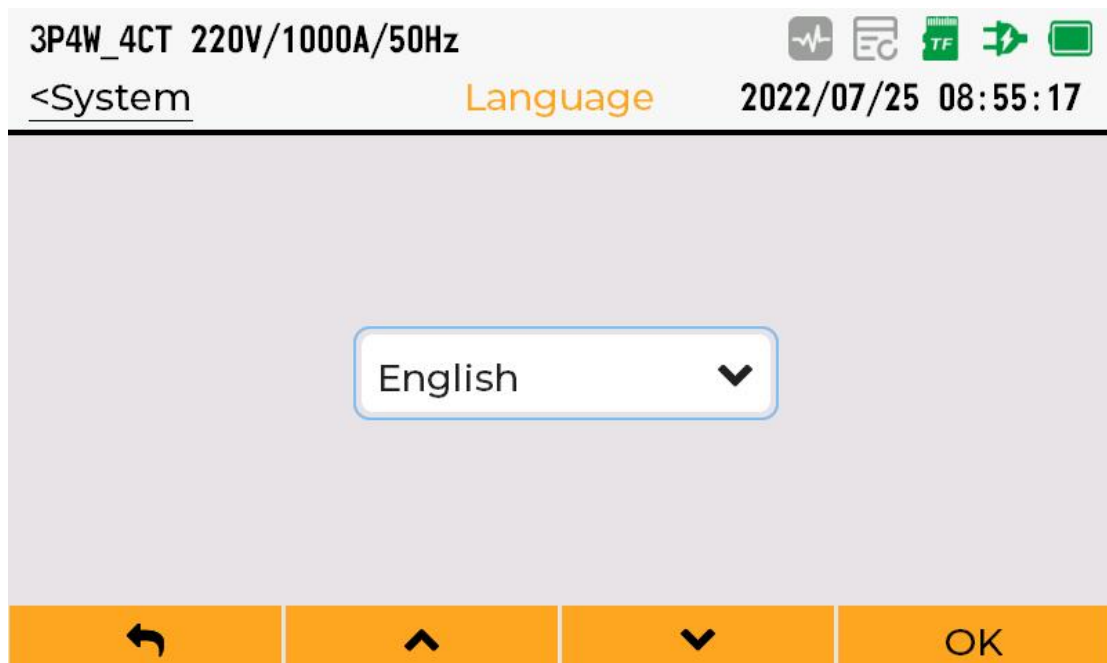 3P4W_4CT 220V/1000A/50Hz
TF
<System
Language
2022/07/25 08:55:17
English
OK